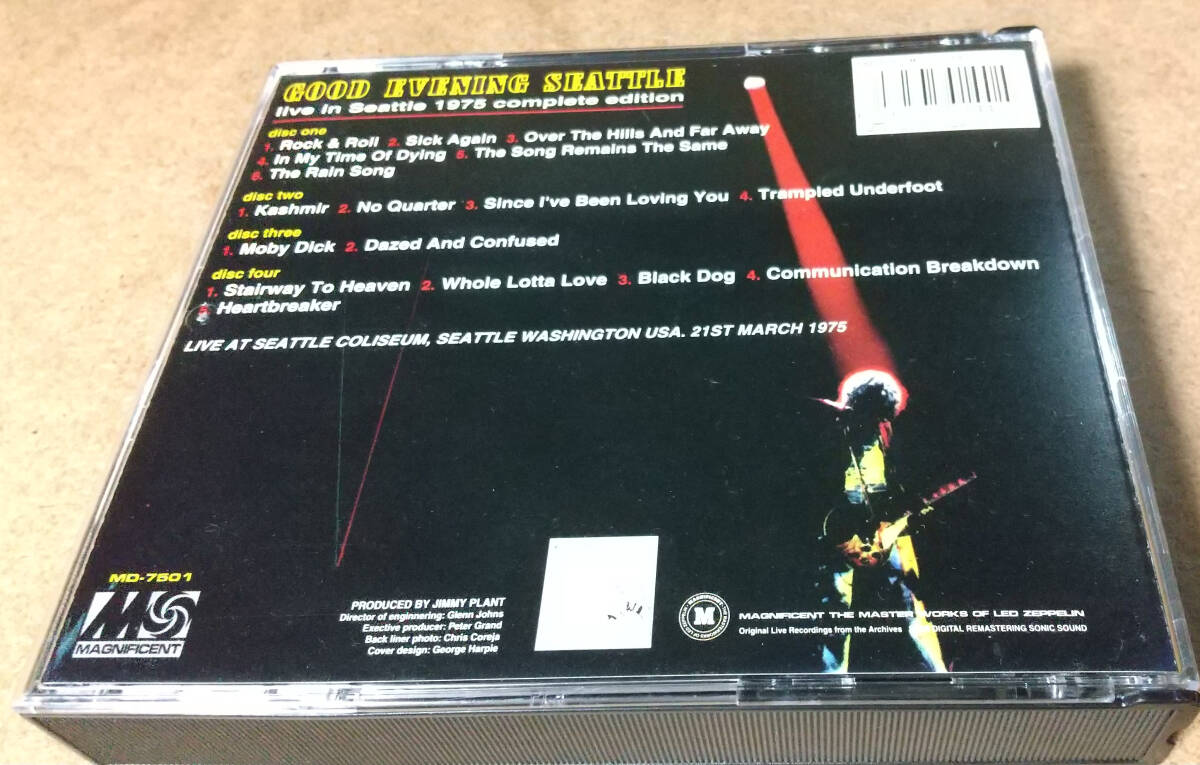 GOOD EVENING SEATTLE
live in Seattle 1975 complete edition
disc one
1. Rock & Roll 2. Sick Again 3. Over The Hills And Far Away
4. In My Time Of Dying 5. The Song Remains The Same
6. The Rain Song
disc two
1. Kashmir 2. No Quarter 3. Since I've Been Loving You 4. Trampled Underfoot
disc three
1. Moby Dick 2. Dazed And Confused
disc four
1. Stairway To Heaven 2. Whole Lotta Love 3. Black Dog 4. Communication Breakdown
5. Heartbreaker
LIVE AT SEATTLE COLISEUM, SEATTLE WASHINGTON USA. 21ST MARCH 1975
MD-7501
MAGNIFICENT
PRODUCED BY JIMMY PLANT
Director of enginnering: Glenn Johns
Exective producer: Peter Grand
Back liner photo: Chris Coreja
Cover design: George Harpie
M
MAGNIFICENT THE MASTER WORKS OF LED ZEPPELIN
Original Live Recordings from the Archives DIGITAL REMASTERING SONIC SOUND